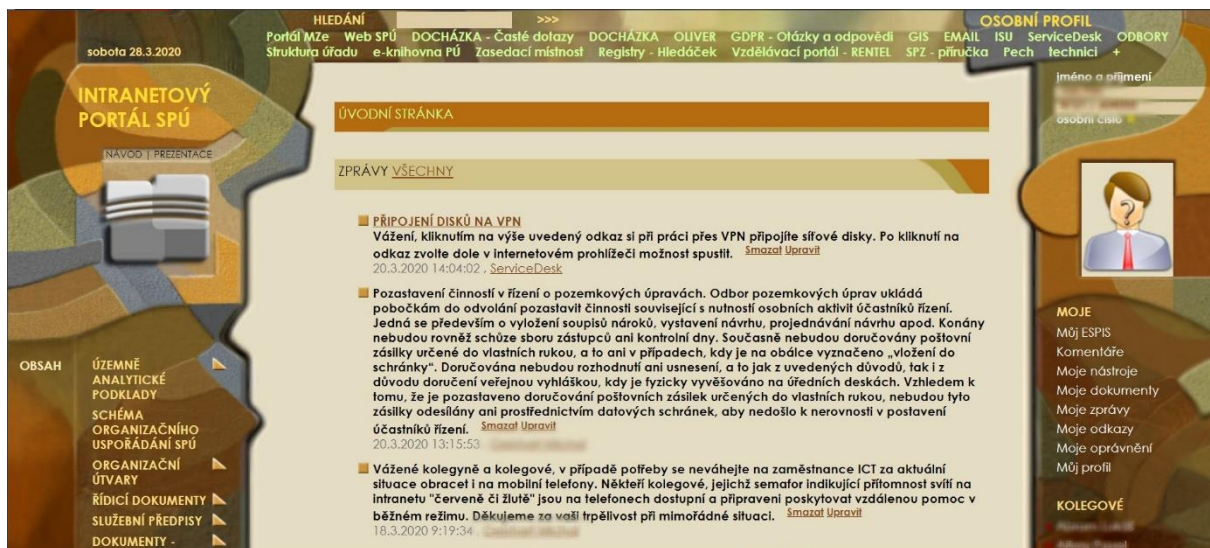 HLEDÁNÍ >>>
OSOBNÍ PROFIL
Portál MZe Web SPÚ DOCHÁZKA - Časté dotazy DOCHÁZKA OLIVER GDPR - Otázky a odpovědi GIS EMAIL ISU ServiceDesk ODBORY
sobota 28.3.2020
Struktura úřadu e-knihovna PÚ Zasedací místnost Registry - Hledáček Vzdělávací portál - RENTEL SPZ - příručka Pech technici +
INTRANETOVÝ
PORTÁL SPÚ
NÁVOD | PREZENTACE
OBSAH
ÚZEMNĚ
ANALYTICKÉ
PODKLADY
SCHÉMA
ORGANIZAČNÍHO
USPOŘÁDÁNÍ SPÚ
ORGANIZAČNÍ
ÚTVARY
ŘÍDICÍ DOKUMENTY
SLUŽEBNÍ PŘEDPISY
DOKUMENTY -
ÚVODNÍ STRÁNKA
ZPRÁVY VŠECHNY
PŘIPOJENÍ DISKŮ NA VPN
Vážení, kliknutím na výše uvedený odkaz si při práci přes VPN připojíte síťové disky. Po kliknutí na
odkaz zvolte dole v internetovém prohlížeči možnost spustit. Smazat Upravit
20.3.2020 14:04:02 , ServiceDesk
Pozastavení činností v řízení o pozemkových úpravách. Odbor pozemkových úprav ukládá
pobočkám do odvolání pozastavit činnosti související s nutností osobních aktivit účastníků řízení.
Jedná se především o vyložení soupisů nároků, vystavení návrhu, projednávání návrhu apod. Konány
nebudou rovněž schůze sboru zástupců ani kontrolní dny. Současně nebudou doručovány poštovní
zásilky určené do vlastních rukou, a to ani v případech, kdy je na obálce vyznačeno „vložení do
schránky“. Doručována nebudou rozhodnutí ani usnesení, a to jak z uvedených důvodů, tak i z
důvodu doručení veřejnou vyhláškou, kdy je fyzicky vyvěšováno na úředních deskách. Vzhledem k
tomu, že je pozastaveno doručování poštovních zásilek určených do vlastních rukou, nebudou tyto
zásilky odesílány ani prostřednictvím datových schránek, aby nedošlo k nerovnosti v postavení
účastníků řízení. Smazat Upravit
20.3.2020 13:15:53
Vážené kolegyně a kolegové, v případě potřeby se neváhejte na zaměstnance ICT za aktuální
situace obracet i na mobilní telefony. Někteří kolegové, jejichž semafor indikující přítomnost svítí na
intranetu "červeně či žlutě" jsou na telefonech dostupní a připraveni poskytovat vzdálenou pomoc v
běžném režimu. Děkujeme za vaši trpělivost při mimořádné situaci. Smazat Upravit
18.3.2020 9:19:34
jméno a příjmení
osobní číslo
MOJE
Můj ESPIS
Komentáře
Moje nástroje
Moje dokumenty
Moje zprávy
Moje odkazy
Moje oprávnění
Můj profil
KOLEGOVÉ